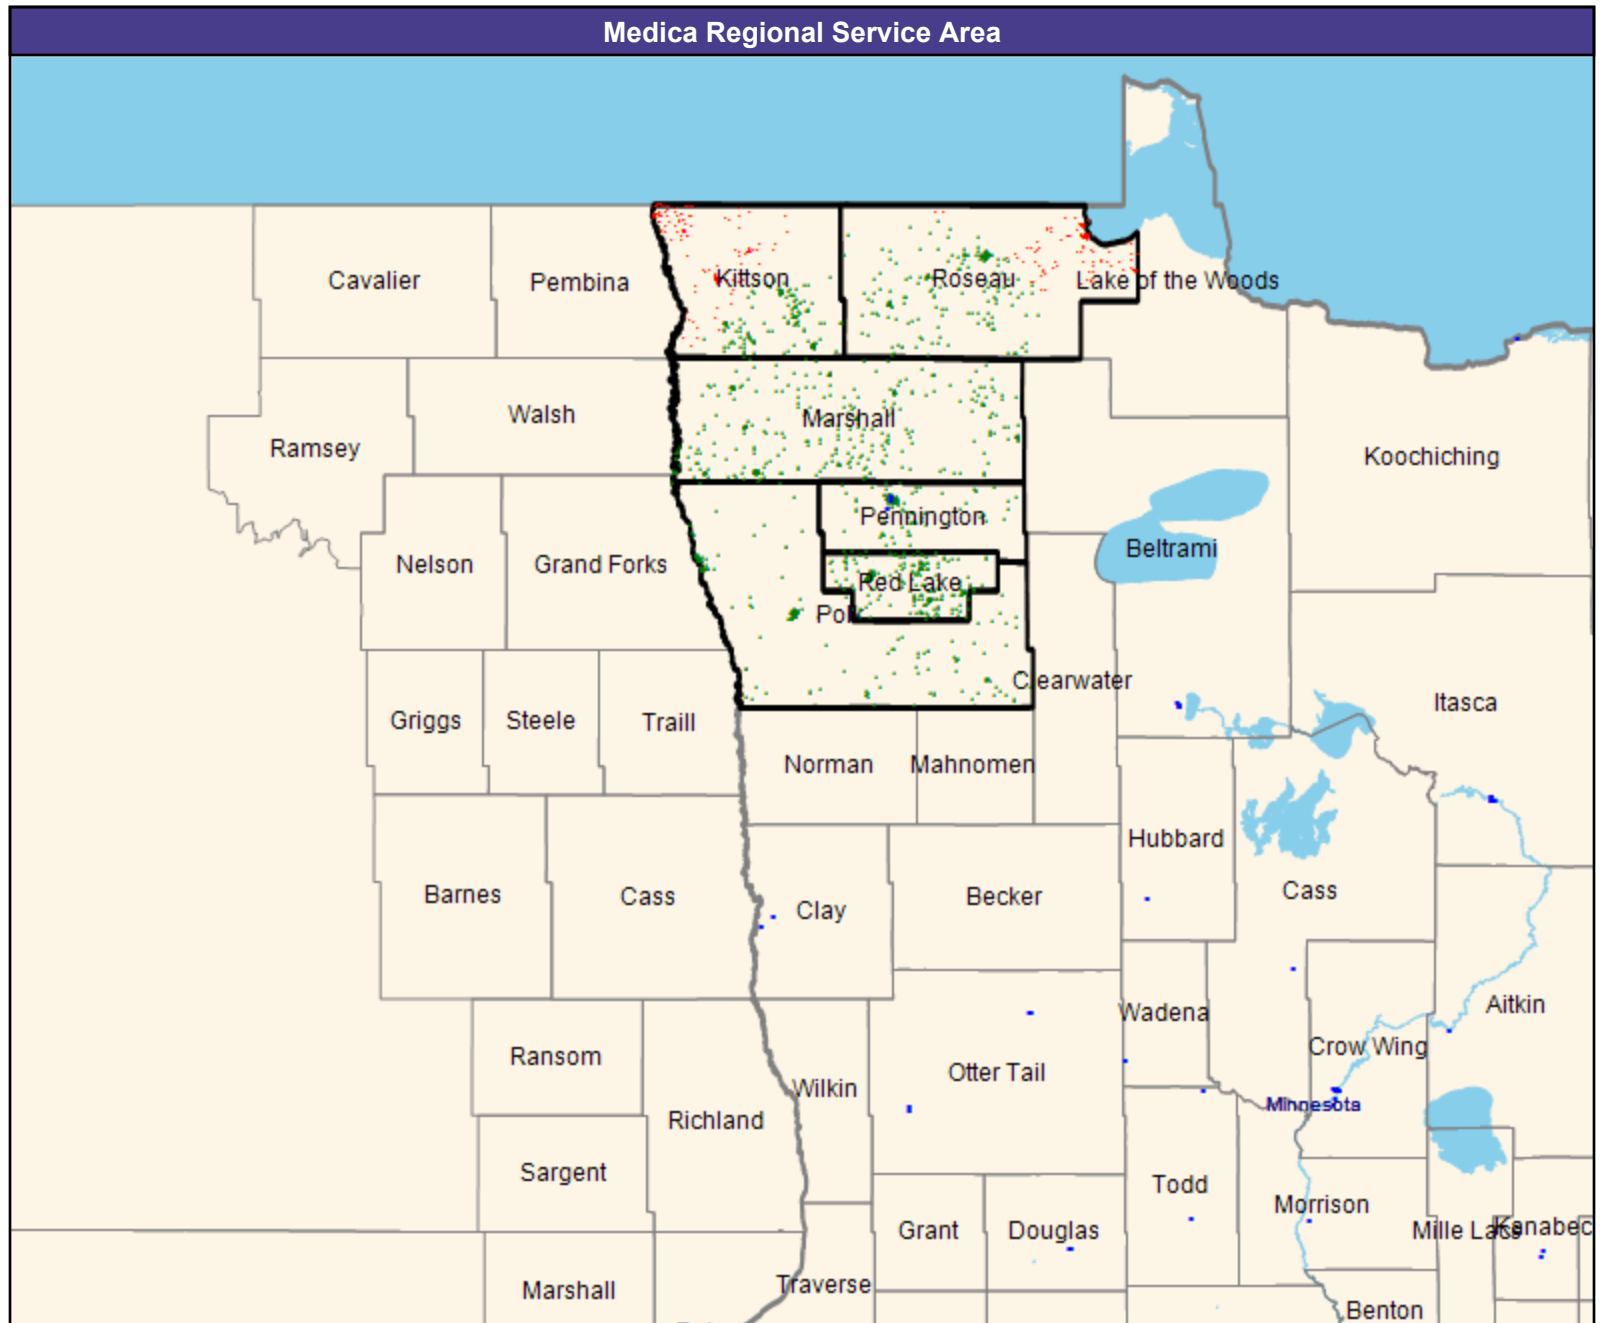 Medica Regional Service Area
Kittson
Roseau
Lake of the Woods
Cavalier
Pembina
Walsh
Marshall
Ramsey
Koochiching
Pennington
Beltrami
Nelson
Grand Forks
Red Lake
Polk
Clearwater
Itasca
Griggs
Steele
Traill
Norman
Mahnomen
Hubbard
Barnes
Cass
Clay
Becker
Cass
Aitkin
Wadena
Crow Wing
Ransom
Otter Tail
Wilkin
Minnesota
Richland
Sargent
Todd
Morrison
Grant
Douglas
Mille Lacs
Kanabec
Marshall
Traverse
Benton